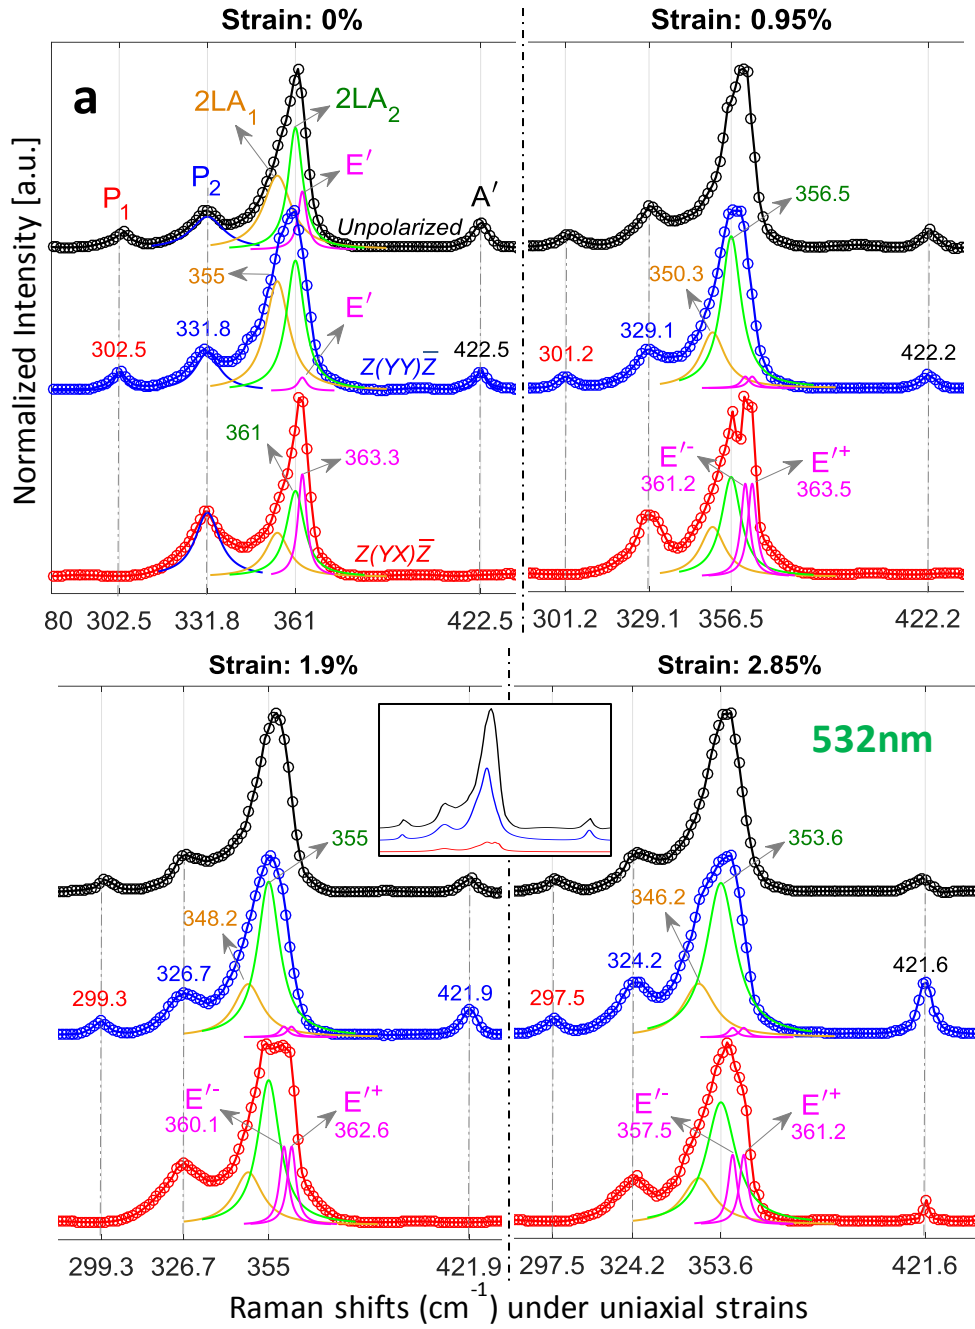 Strain: 0%
Strain: 0.95%
a
2LA1
2LA2
E′
P1
P2
A′
Unpolarized
356.5
355
E′
350.3
302.5
331.8
422.5
301.2
329.1
422.2
Z(YY)Z̅
361
363.3
E′-
361.2
E′+
363.5
Z(YX)Z̅
80 302.5 331.8 361 422.5
301.2 329.1 356.5 422.2
Strain: 1.9%
Strain: 2.85%
532nm
355
353.6
348.2
346.2
299.3
326.7
421.9
297.5
324.2
421.6
E′-
360.1
E′+
362.6
E′-
357.5
E′+
361.2
299.3 326.7 355 421.9
297.5 324.2 353.6 421.6
Normalized Intensity [a.u.]
Raman shifts (cm-1) under uniaxial strains